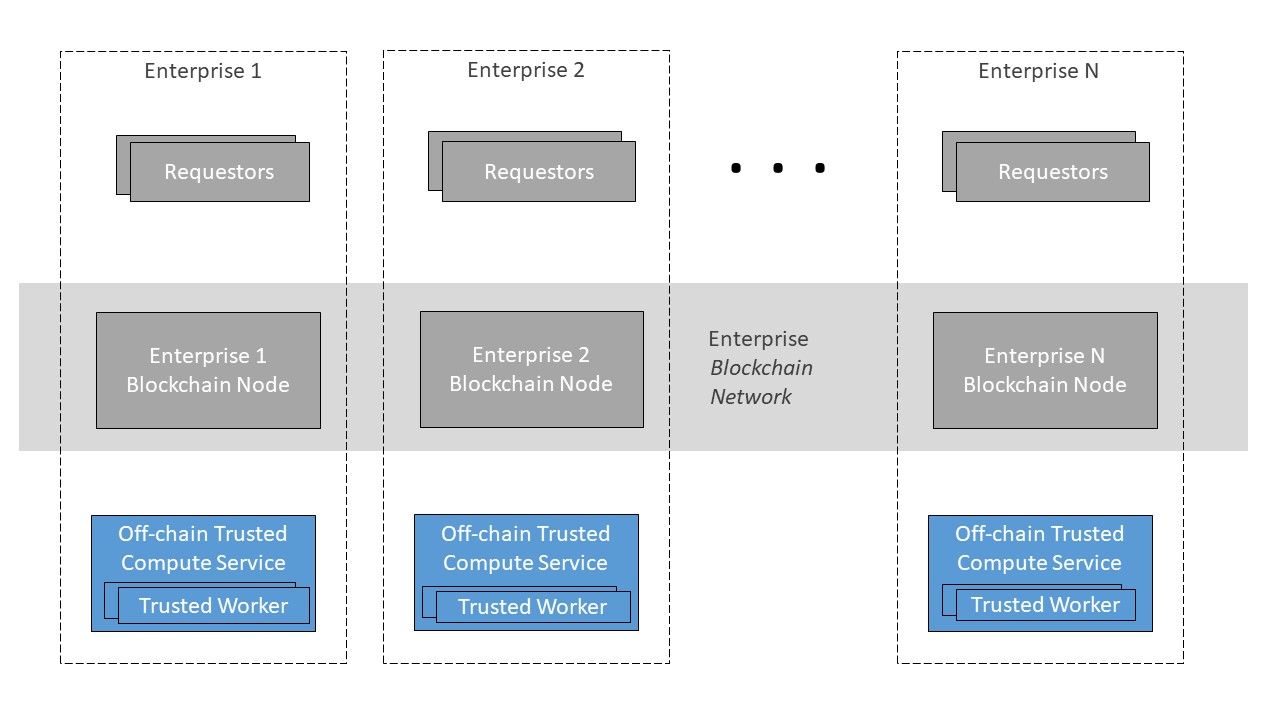 Enterprise 1
Enterprise 2
Enterprise N
Requestors
Requestors
. . .
Requestors
Enterprise 1
Blockchain Node
Enterprise 2
Blockchain Node
Enterprise
Blockchain
Network
Enterprise N
Blockchain Node
Off-chain Trusted
Compute Service
Trusted Worker
Off-chain Trusted
Compute Service
Trusted Worker
Off-chain Trusted
Compute Service
Trusted Worker